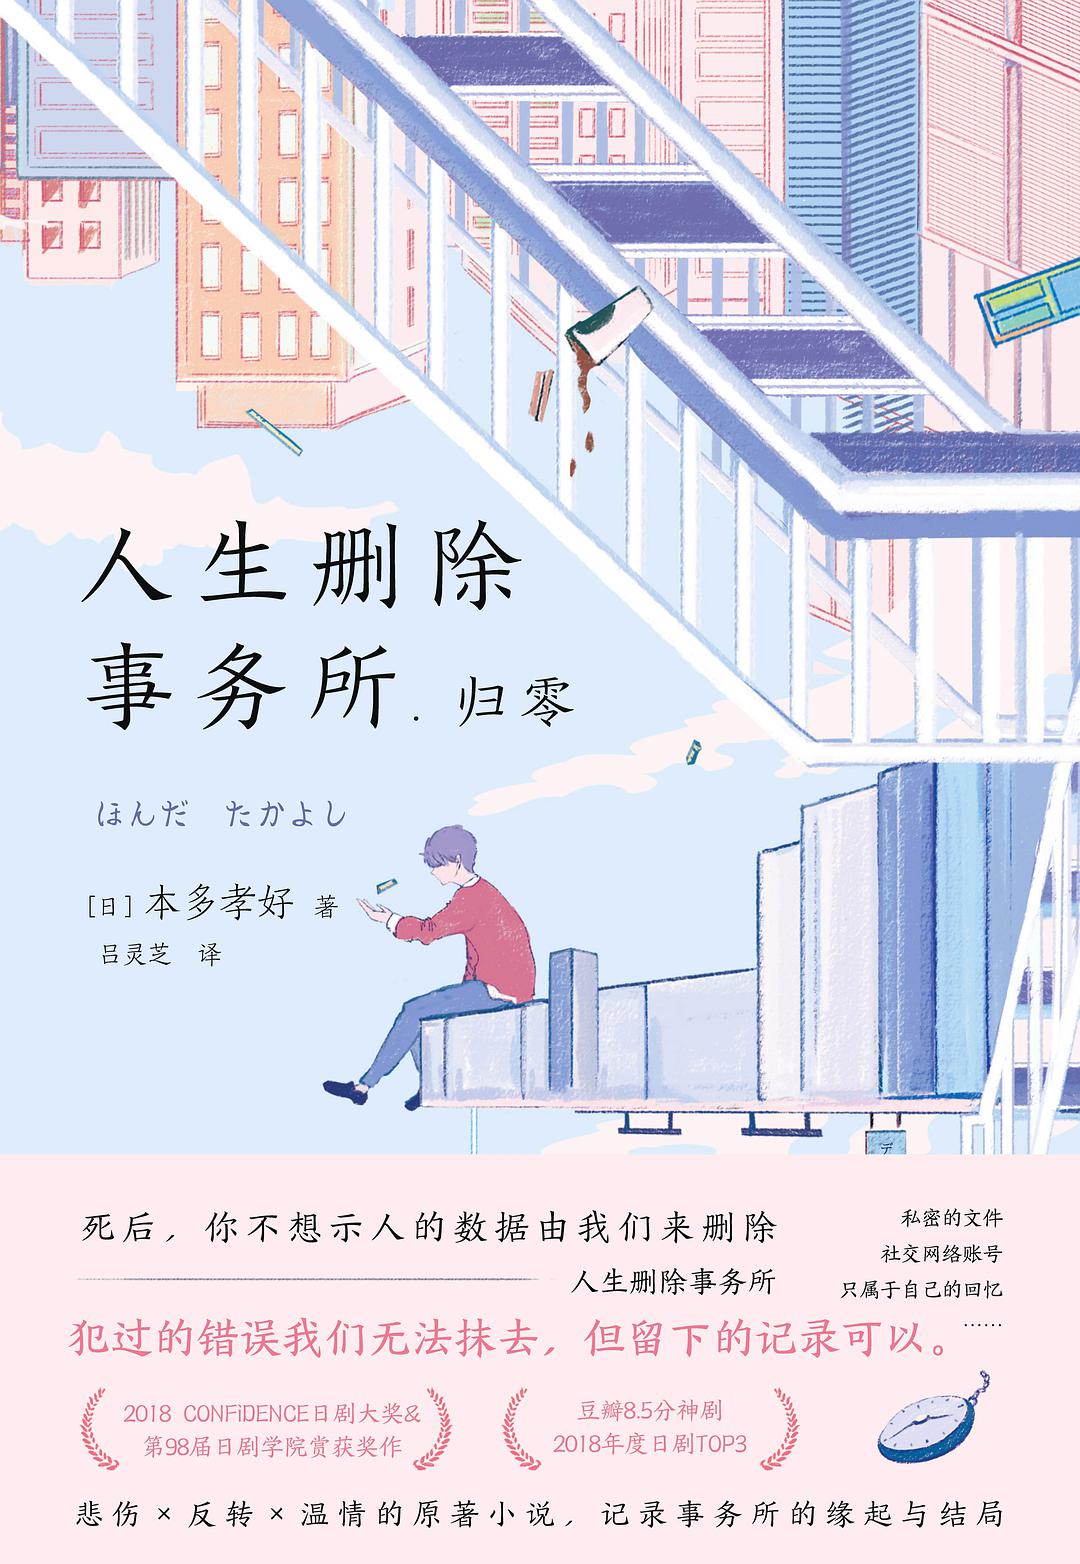 人生删除
事务所·归零
ほんだ たかよし
[日]本多孝好 著
吕灵芝 译
デ
死后，你不想示人的数据由我们来删除
人生删除事务所
私密的文件
社交网络账号
只属于自己的回忆
……
犯过的错误我们无法抹去，但留下的记录可以。
2018 CONFiDENCE日剧大奖&
第98届日剧学院赏获奖作
豆瓣8.5分神剧
2018年度日剧TOP3
悲伤×反转×温情的原著小说，记录事务所的缘起与结局